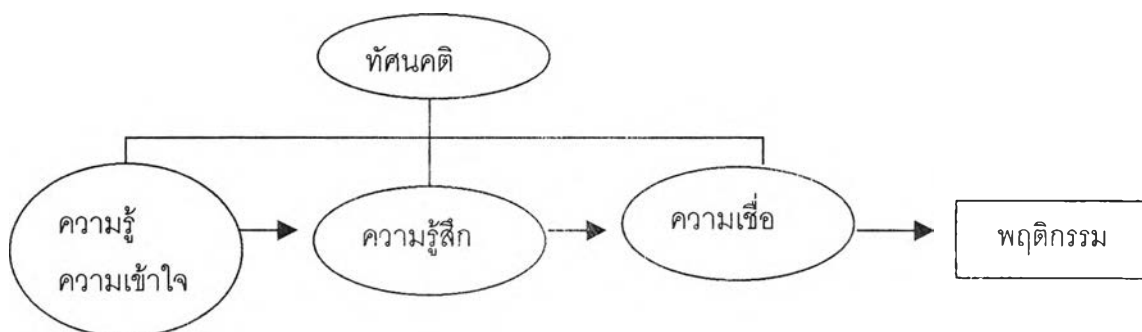 ทัศนคติ
ความรู้
ความเข้าใจ
ความรู้สึก
ความเชื่อ
พฤติกรรม